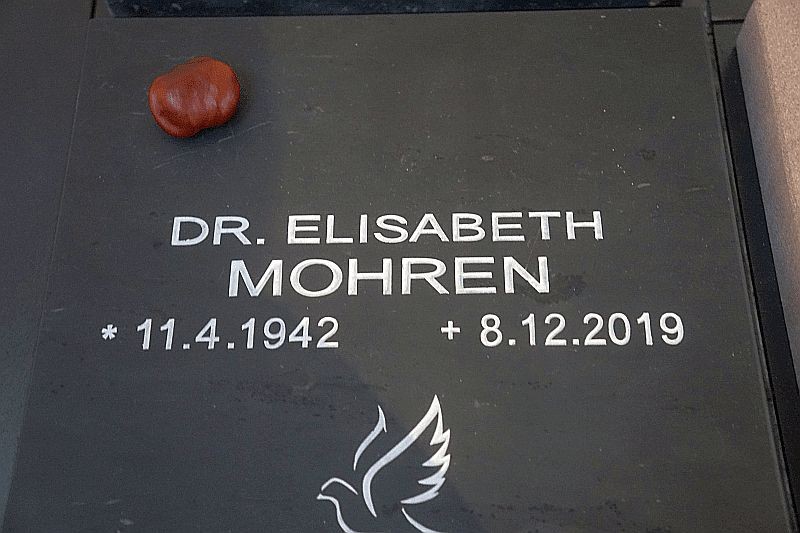 DR. ELISABETH
MOHREN
* 11.4.1942 + 8.12.2019